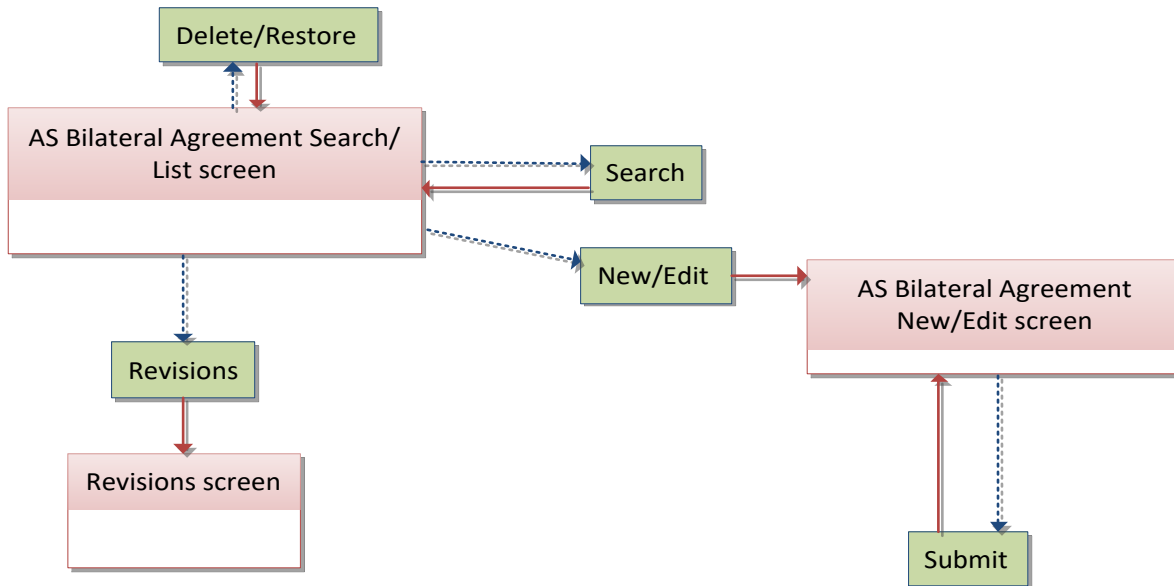 Delete/Restore
AS Bilateral Agreement Search/
List screen
Search
New/Edit
AS Bilateral Agreement
New/Edit screen
Revisions
Revisions screen
Submit